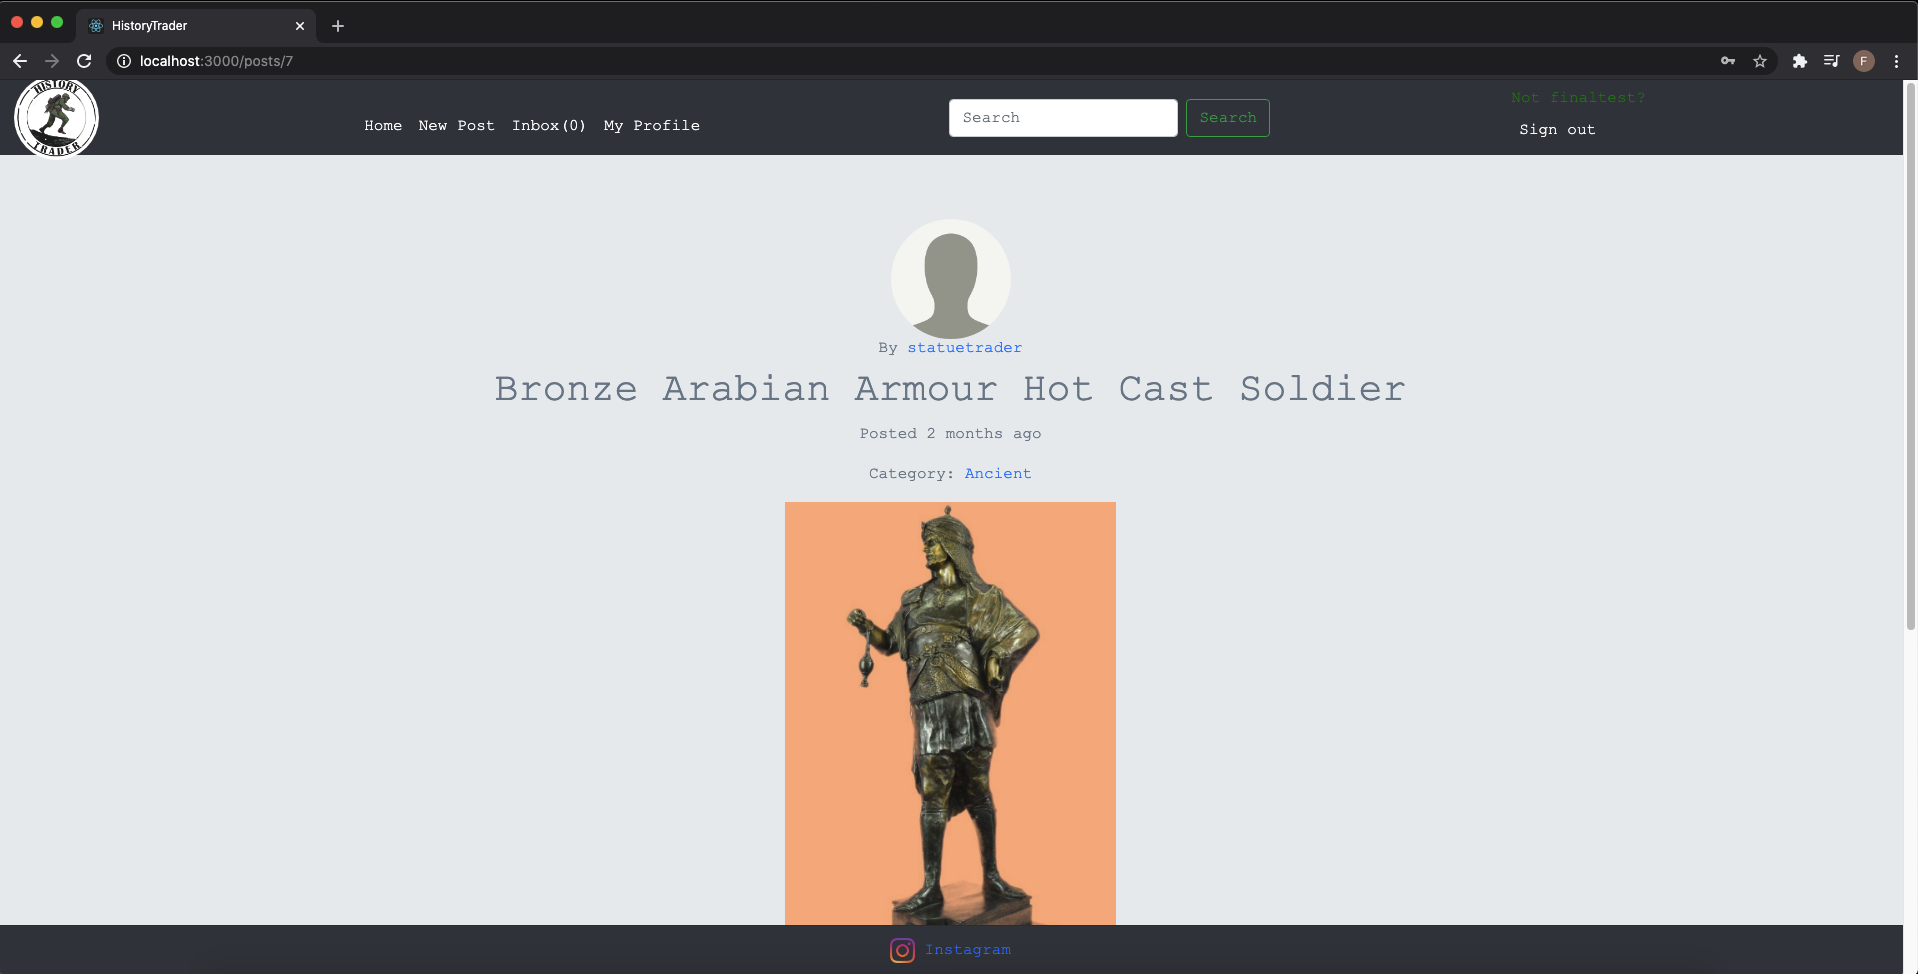 HistoryTrader
localhost:3000/posts/7
F
HISTORY
TRADER
Home New Post Inbox(0) My Profile
Search
Search
Not finaltest?
Sign out
By statuetrader
Bronze Arabian Armour Hot Cast Soldier
Posted 2 months ago
Category: Ancient
Instagram